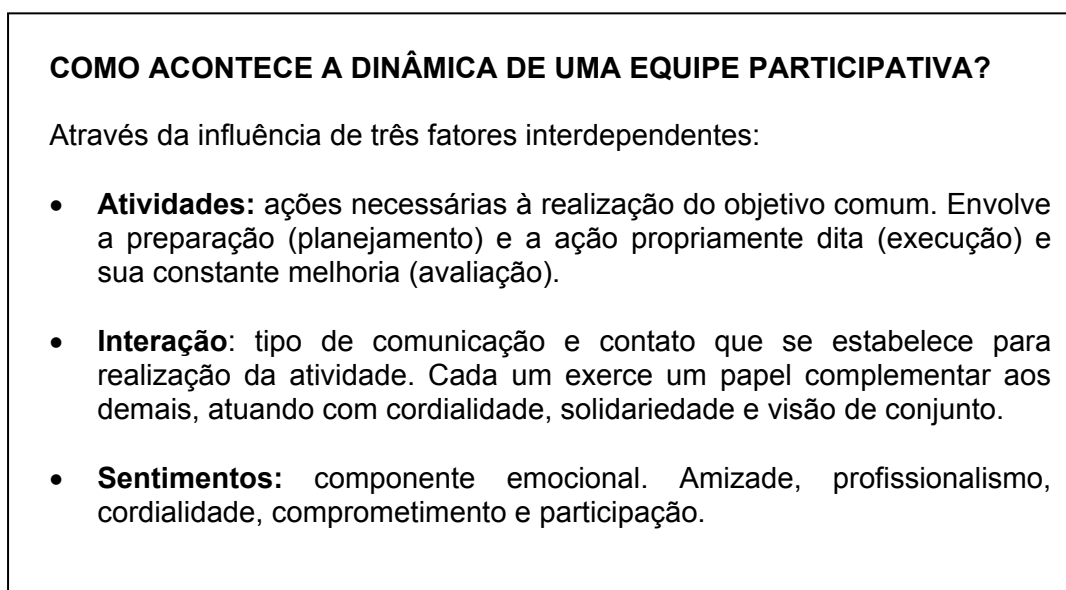 COMO ACONTECE A DINÂMICA DE UMA EQUIPE PARTICIPATIVA?
Através da influência de três fatores interdependentes:
• Atividades: ações necessárias à realização do objetivo comum. Envolve
a preparação (planejamento) e a ação propriamente dita (execução) e
sua constante melhoria (avaliação).
• Interação: tipo de comunicação e contato que se estabelece para
realização da atividade. Cada um exerce um papel complementar aos
demais, atuando com cordialidade, solidariedade e visão de conjunto.
• Sentimentos: componente emocional. Amizade, profissionalismo,
cordialidade, comprometimento e participação.